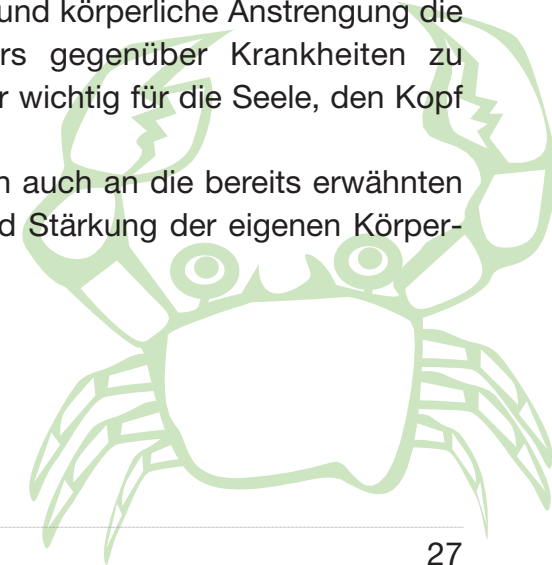 und körperliche Anstrengung die
rs gegenüber Krankheiten zu
r wichtig für die Seele, den Kopf
n auch an die bereits erwähnten
d Stärkung der eigenen Körper-
27